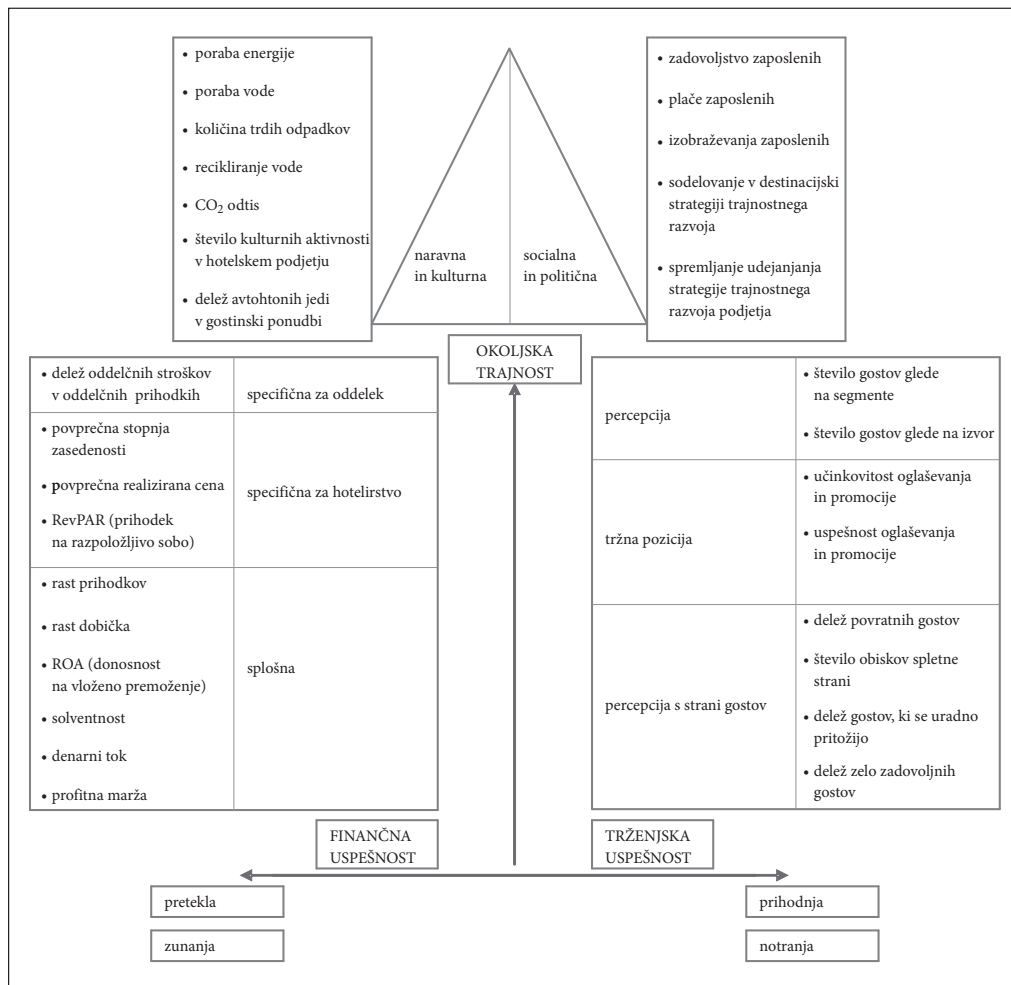 • poraba energije
• poraba vode
• količina trdih odpadkov
• recikliranje vode
• CO₂ odtis
• število kulturnih aktivnosti
v hotelskem podjetju
• delež avtohtonih jedi
v gostinski ponudbi
naravna
in kulturna
socialna
in politična
• zadovoljstvo zaposlenih
• plače zaposlenih
• izobraževanja zaposlenih
• sodelovanje v destinacijski
strategiji trajnostnega
razvoja
• spremljanje udejanjanja
strategije trajnostnega
razvoja podjetja
OKOLJSKA
TRAJNOST
• delež oddelčnih stroškov
v oddelčnih prihodkih
specifična za oddelek
• povprečna stopnja
zasedenosti
• povprečna realizirana cena
• RevPAR (prihodek
na razpoložljivo sobo)
specifična za hotelirstvo
• rast prihodkov
• rast dobička
• ROA (donosnost
na vloženo premoženje)
• solventnost
• denarni tok
• profitna marža
splošna
percepcija
• število gostov glede
na segmente
• število gostov glede na izvor
tržna pozicija
• učinkovitost oglaševanja
in promocije
• uspešnost oglaševanja
in promocije
percepcija s strani gostov
• delež povratnih gostov
• število obiskov spletne
strani
• delež gostov, ki se uradno
pritožijo
• delež zelo zadovoljnih
gostov
FINANČNA
USPEŠNOST
TRŽENJSKA
USPEŠNOST
pretekla
prihodnja
zunanja
notranja